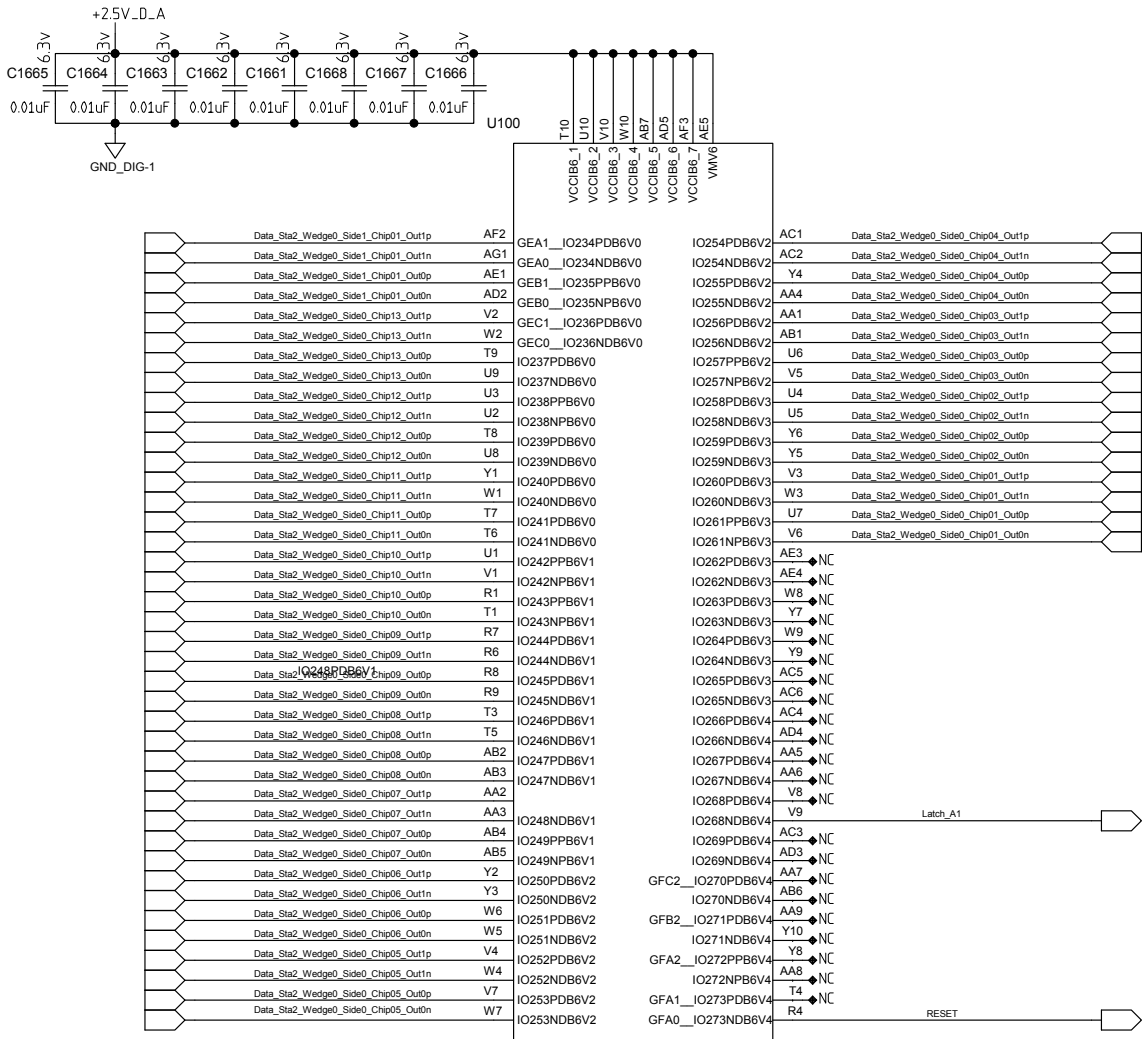 +2.5V_D_A
6.3v 6.3v 6.3v 6.3v 6.3v 6.3v 6.3v 6.3v
C1665 C1664 C1663 C1662 C1661 C1668 C1667 C1666
0.01uF 0.01uF 0.01uF 0.01uF 0.01uF 0.01uF 0.01uF 0.01uF
GND_DIG-1
U100
T10 U10 V10 W10 AB7 AD5 AF3 AE5
VCCIB6_1 VCCIB6_2 VCCIB6_3 VCCIB6_4 VCCIB6_5 VCCIB6_6 VCCIB6_7 VMV6
Data_Sta2_Wedge0_Side1_Chip01_Out1p AF2 GEA1__IO234PDB6V0 IO254PDB6V2 AC1 Data_Sta2_Wedge0_Side0_Chip04_Out1p
Data_Sta2_Wedge0_Side1_Chip01_Out1n AG1 GEA0__IO234NDB6V0 IO254NDB6V2 AC2 Data_Sta2_Wedge0_Side0_Chip04_Out1n
Data_Sta2_Wedge0_Side1_Chip01_Out0p AE1 GEB1__IO235PPB6V0 IO255PDB6V2 Y4 Data_Sta2_Wedge0_Side0_Chip04_Out0p
Data_Sta2_Wedge0_Side1_Chip01_Out0n AD2 GEB0__IO235NPB6V0 IO255NDB6V2 AA4 Data_Sta2_Wedge0_Side0_Chip04_Out0n
Data_Sta2_Wedge0_Side0_Chip13_Out1p V2 GEC1__IO236PDB6V0 IO256PDB6V2 AA1 Data_Sta2_Wedge0_Side0_Chip03_Out1p
Data_Sta2_Wedge0_Side0_Chip13_Out1n W2 GEC0__IO236NDB6V0 IO256NDB6V2 AB1 Data_Sta2_Wedge0_Side0_Chip03_Out1n
Data_Sta2_Wedge0_Side0_Chip13_Out0p T9 IO237PDB6V0 IO257PPB6V2 U6 Data_Sta2_Wedge0_Side0_Chip03_Out0p
Data_Sta2_Wedge0_Side0_Chip13_Out0n U9 IO237NDB6V0 IO257NPB6V2 V5 Data_Sta2_Wedge0_Side0_Chip03_Out0n
Data_Sta2_Wedge0_Side0_Chip12_Out1p U3 IO238PPB6V0 IO258PDB6V3 U4 Data_Sta2_Wedge0_Side0_Chip02_Out1p
Data_Sta2_Wedge0_Side0_Chip12_Out1n U2 IO238NPB6V0 IO258NDB6V3 U5 Data_Sta2_Wedge0_Side0_Chip02_Out1n
Data_Sta2_Wedge0_Side0_Chip12_Out0p T8 IO239PDB6V0 IO259PDB6V3 Y6 Data_Sta2_Wedge0_Side0_Chip02_Out0p
Data_Sta2_Wedge0_Side0_Chip12_Out0n U8 IO239NDB6V0 IO259NDB6V3 Y5 Data_Sta2_Wedge0_Side0_Chip02_Out0n
Data_Sta2_Wedge0_Side0_Chip11_Out1p Y1 IO240PDB6V0 IO260PDB6V3 V3 Data_Sta2_Wedge0_Side0_Chip01_Out1p
Data_Sta2_Wedge0_Side0_Chip11_Out1n W1 IO240NDB6V0 IO260NDB6V3 W3 Data_Sta2_Wedge0_Side0_Chip01_Out1n
Data_Sta2_Wedge0_Side0_Chip11_Out0p T7 IO241PDB6V0 IO261PPB6V3 U7 Data_Sta2_Wedge0_Side0_Chip01_Out0p
Data_Sta2_Wedge0_Side0_Chip11_Out0n T6 IO241NDB6V0 IO261NPB6V3 V6 Data_Sta2_Wedge0_Side0_Chip01_Out0n
Data_Sta2_Wedge0_Side0_Chip10_Out1p U1 IO242PPB6V1 IO262PDB6V3 AE3 NC
Data_Sta2_Wedge0_Side0_Chip10_Out1n V1 IO242NPB6V1 IO262NDB6V3 AE4 NC
Data_Sta2_Wedge0_Side0_Chip10_Out0p R1 IO243PPB6V1 IO263PDB6V3 W8 NC
Data_Sta2_Wedge0_Side0_Chip10_Out0n T1 IO243NPB6V1 IO263NDB6V3 Y7 NC
Data_Sta2_Wedge0_Side0_Chip09_Out1p R7 IO244PDB6V1 IO264PDB6V3 W9 NC
Data_Sta2_Wedge0_Side0_Chip09_Out1n R6 IO244NDB6V1 IO264NDB6V3 Y9 NC
IO248PDB6V1
Data_Sta2_Wedge0_Side0_Chip09_Out0p R8 IO245PDB6V1 IO265PDB6V3 AC5 NC
Data_Sta2_Wedge0_Side0_Chip09_Out0n R9 IO245NDB6V1 IO265NDB6V3 AC6 NC
Data_Sta2_Wedge0_Side0_Chip08_Out1p T3 IO246PDB6V1 IO266PDB6V4 AC4 NC
Data_Sta2_Wedge0_Side0_Chip08_Out1n T5 IO246NDB6V1 IO266NDB6V4 AD4 NC
Data_Sta2_Wedge0_Side0_Chip08_Out0p AB2 IO247PDB6V1 IO267PDB6V4 AA5 NC
Data_Sta2_Wedge0_Side0_Chip08_Out0n AB3 IO247NDB6V1 IO267NDB6V4 AA6 NC
Data_Sta2_Wedge0_Side0_Chip07_Out1p AA2 IO268PDB6V4 V8 NC
Data_Sta2_Wedge0_Side0_Chip07_Out1n AA3 IO248NDB6V1 IO268NDB6V4 V9 Latch_A1
Data_Sta2_Wedge0_Side0_Chip07_Out0p AB4 IO249PPB6V1 IO269PDB6V4 AC3 NC
Data_Sta2_Wedge0_Side0_Chip07_Out0n AB5 IO249NPB6V1 IO269NDB6V4 AD3 NC
Data_Sta2_Wedge0_Side0_Chip06_Out1p Y2 IO250PDB6V2 GFC2__IO270PDB6V4 AA7 NC
Data_Sta2_Wedge0_Side0_Chip06_Out1n Y3 IO250NDB6V2 IO270NDB6V4 AB6 NC
Data_Sta2_Wedge0_Side0_Chip06_Out0p W6 IO251PDB6V2 GFB2__IO271PDB6V4 AA9 NC
Data_Sta2_Wedge0_Side0_Chip06_Out0n W5 IO251NDB6V2 IO271NDB6V4 Y10 NC
Data_Sta2_Wedge0_Side0_Chip05_Out1p V4 IO252PDB6V2 GFA2__IO272PPB6V4 Y8 NC
Data_Sta2_Wedge0_Side0_Chip05_Out1n W4 IO252NDB6V2 IO272NPB6V4 AA8 NC
Data_Sta2_Wedge0_Side0_Chip05_Out0p V7 IO253PDB6V2 GFA1__IO273PDB6V4 T4 NC
Data_Sta2_Wedge0_Side0_Chip05_Out0n W7 IO253NDB6V2 GFA0__IO273NDB6V4 R4 RESET